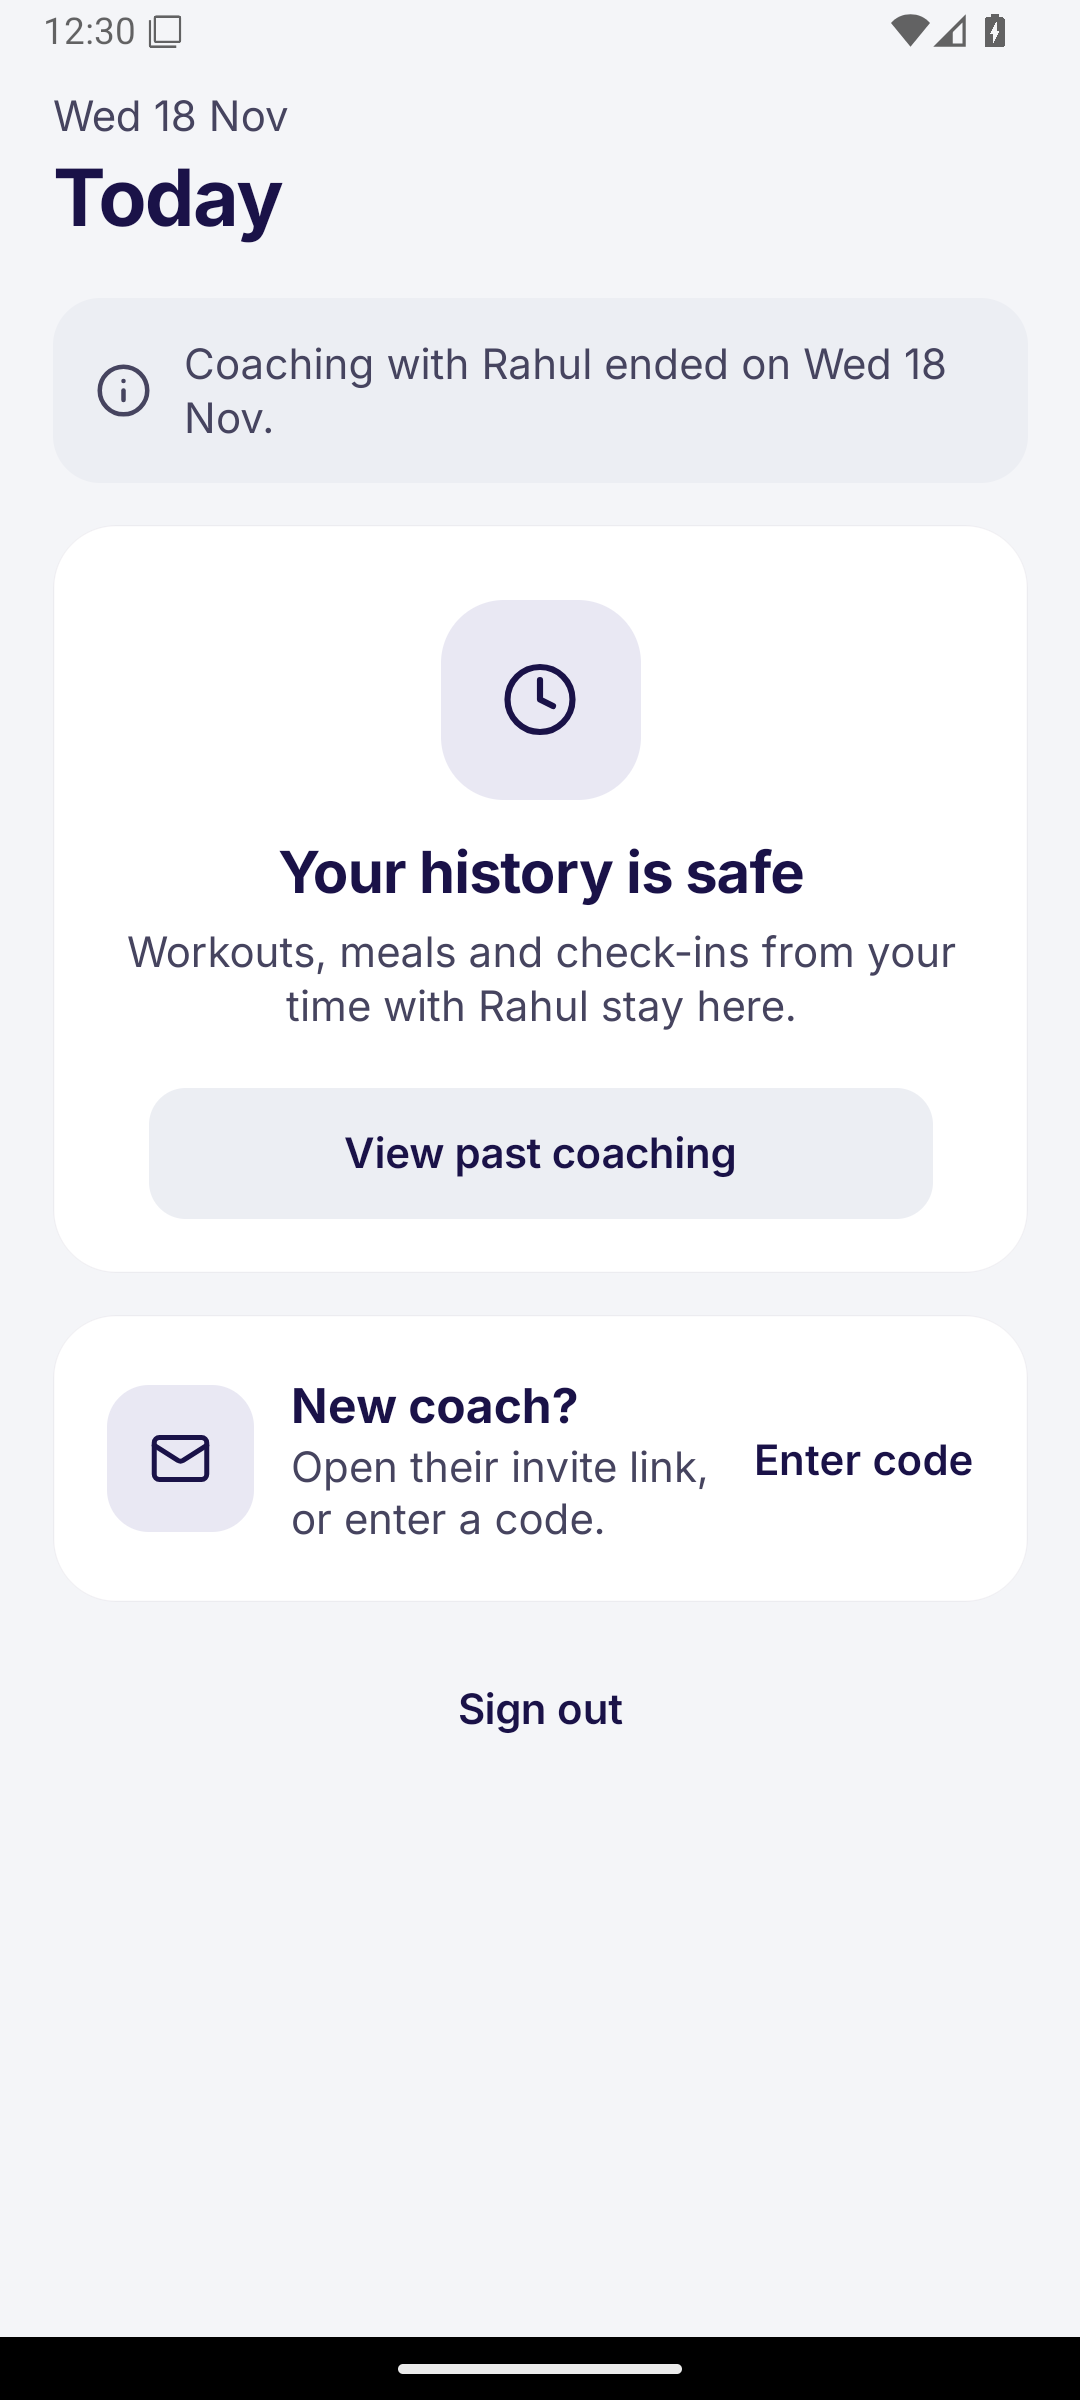 12:30
Wed 18 Nov
Today
Coaching with Rahul ended on Wed 18
Nov.
Your history is safe
Workouts, meals and check-ins from your
time with Rahul stay here.
View past coaching
New coach?
Open their invite link,
or enter a code.
Enter code
Sign out